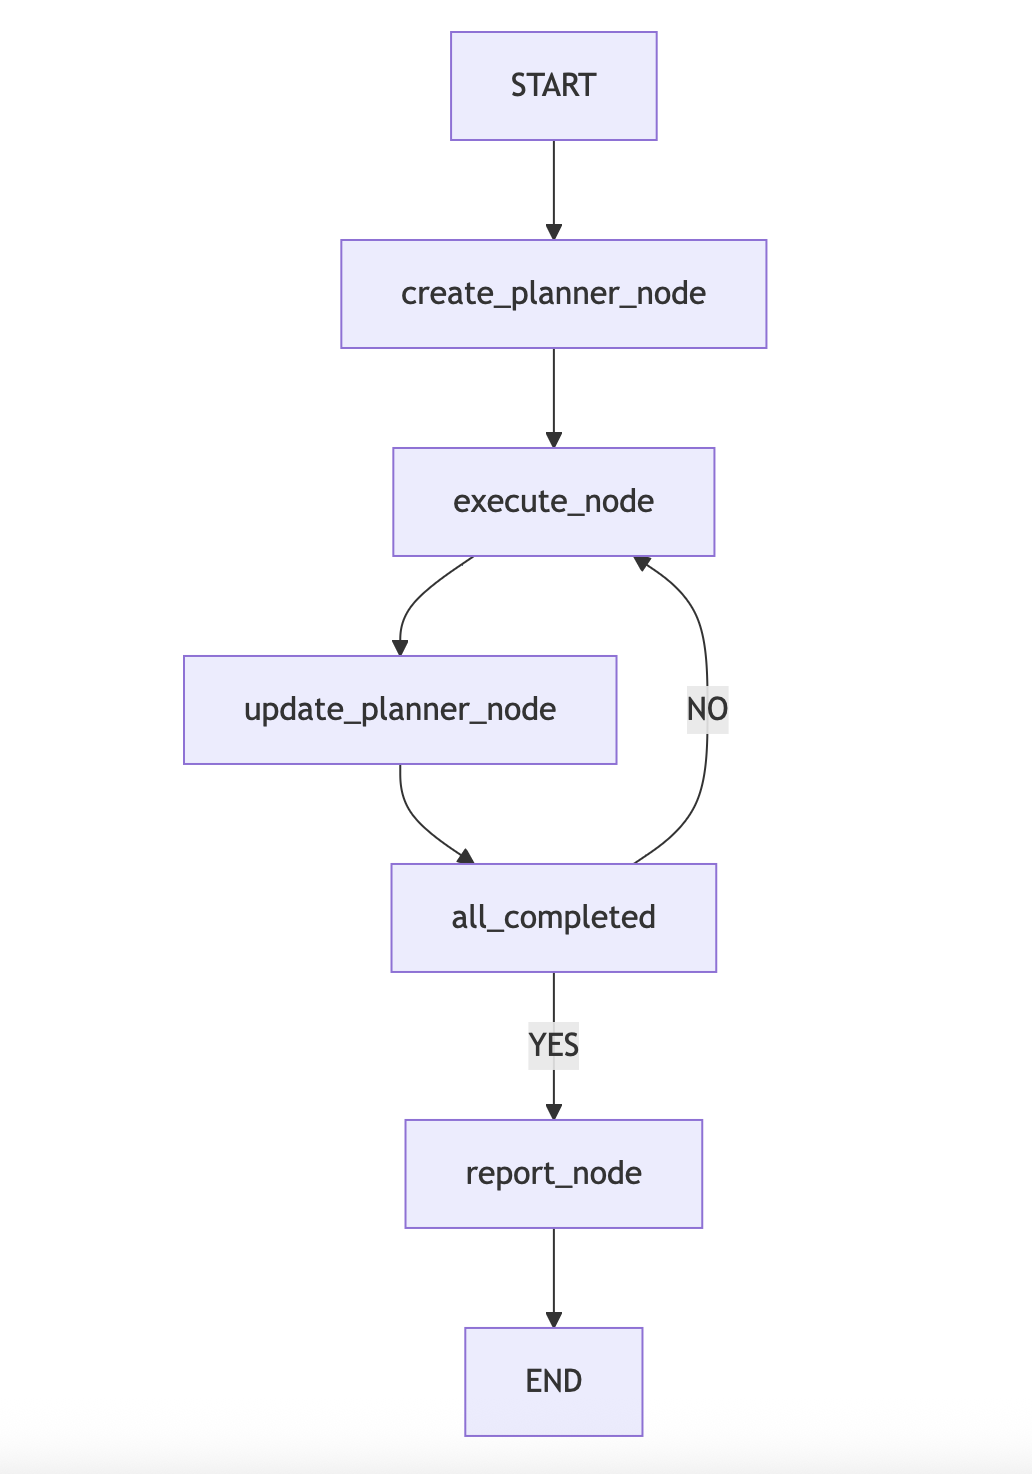 START
create_planner_node
execute_node
update_planner_node
NO
all_completed
YES
report_node
END